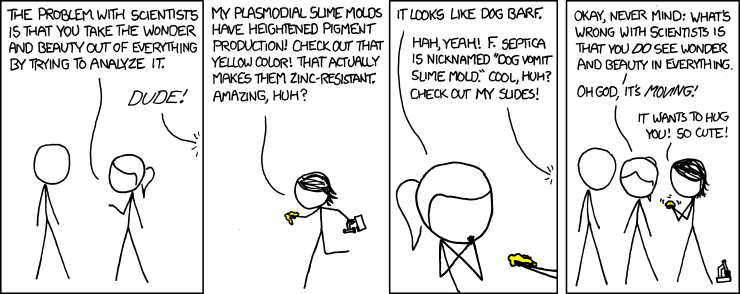 THE PROBLEM WITH SCIENTISTS
IS THAT YOU TAKE THE WONDER
AND BEAUTY OUT OF EVERYTHING
BY TRYING TO ANALYZE IT.
DUDE!
MY PLASMODIAL SLIME MOLDS
HAVE HEIGHTENED PIGMENT
PRODUCTION! CHECK OUT THAT
YELLOW COLOR! THAT ACTUALLY
MAKES THEM ZINC-RESISTANT.
AMAZING, HUH?
IT LOOKS LIKE DOG BARF.
HAH, YEAH! F. SEPTICA
IS NICKNAMED "DOG VOMIT
SLIME MOLD." COOL, HUH?
CHECK OUT MY SLIDES!
OKAY, NEVER MIND: WHAT'S
WRONG WITH SCIENTISTS IS
THAT YOU DO SEE WONDER
AND BEAUTY IN EVERYTHING.
OH GOD, IT'S MOVING!
IT WANTS TO HUG
YOU! SO CUTE!